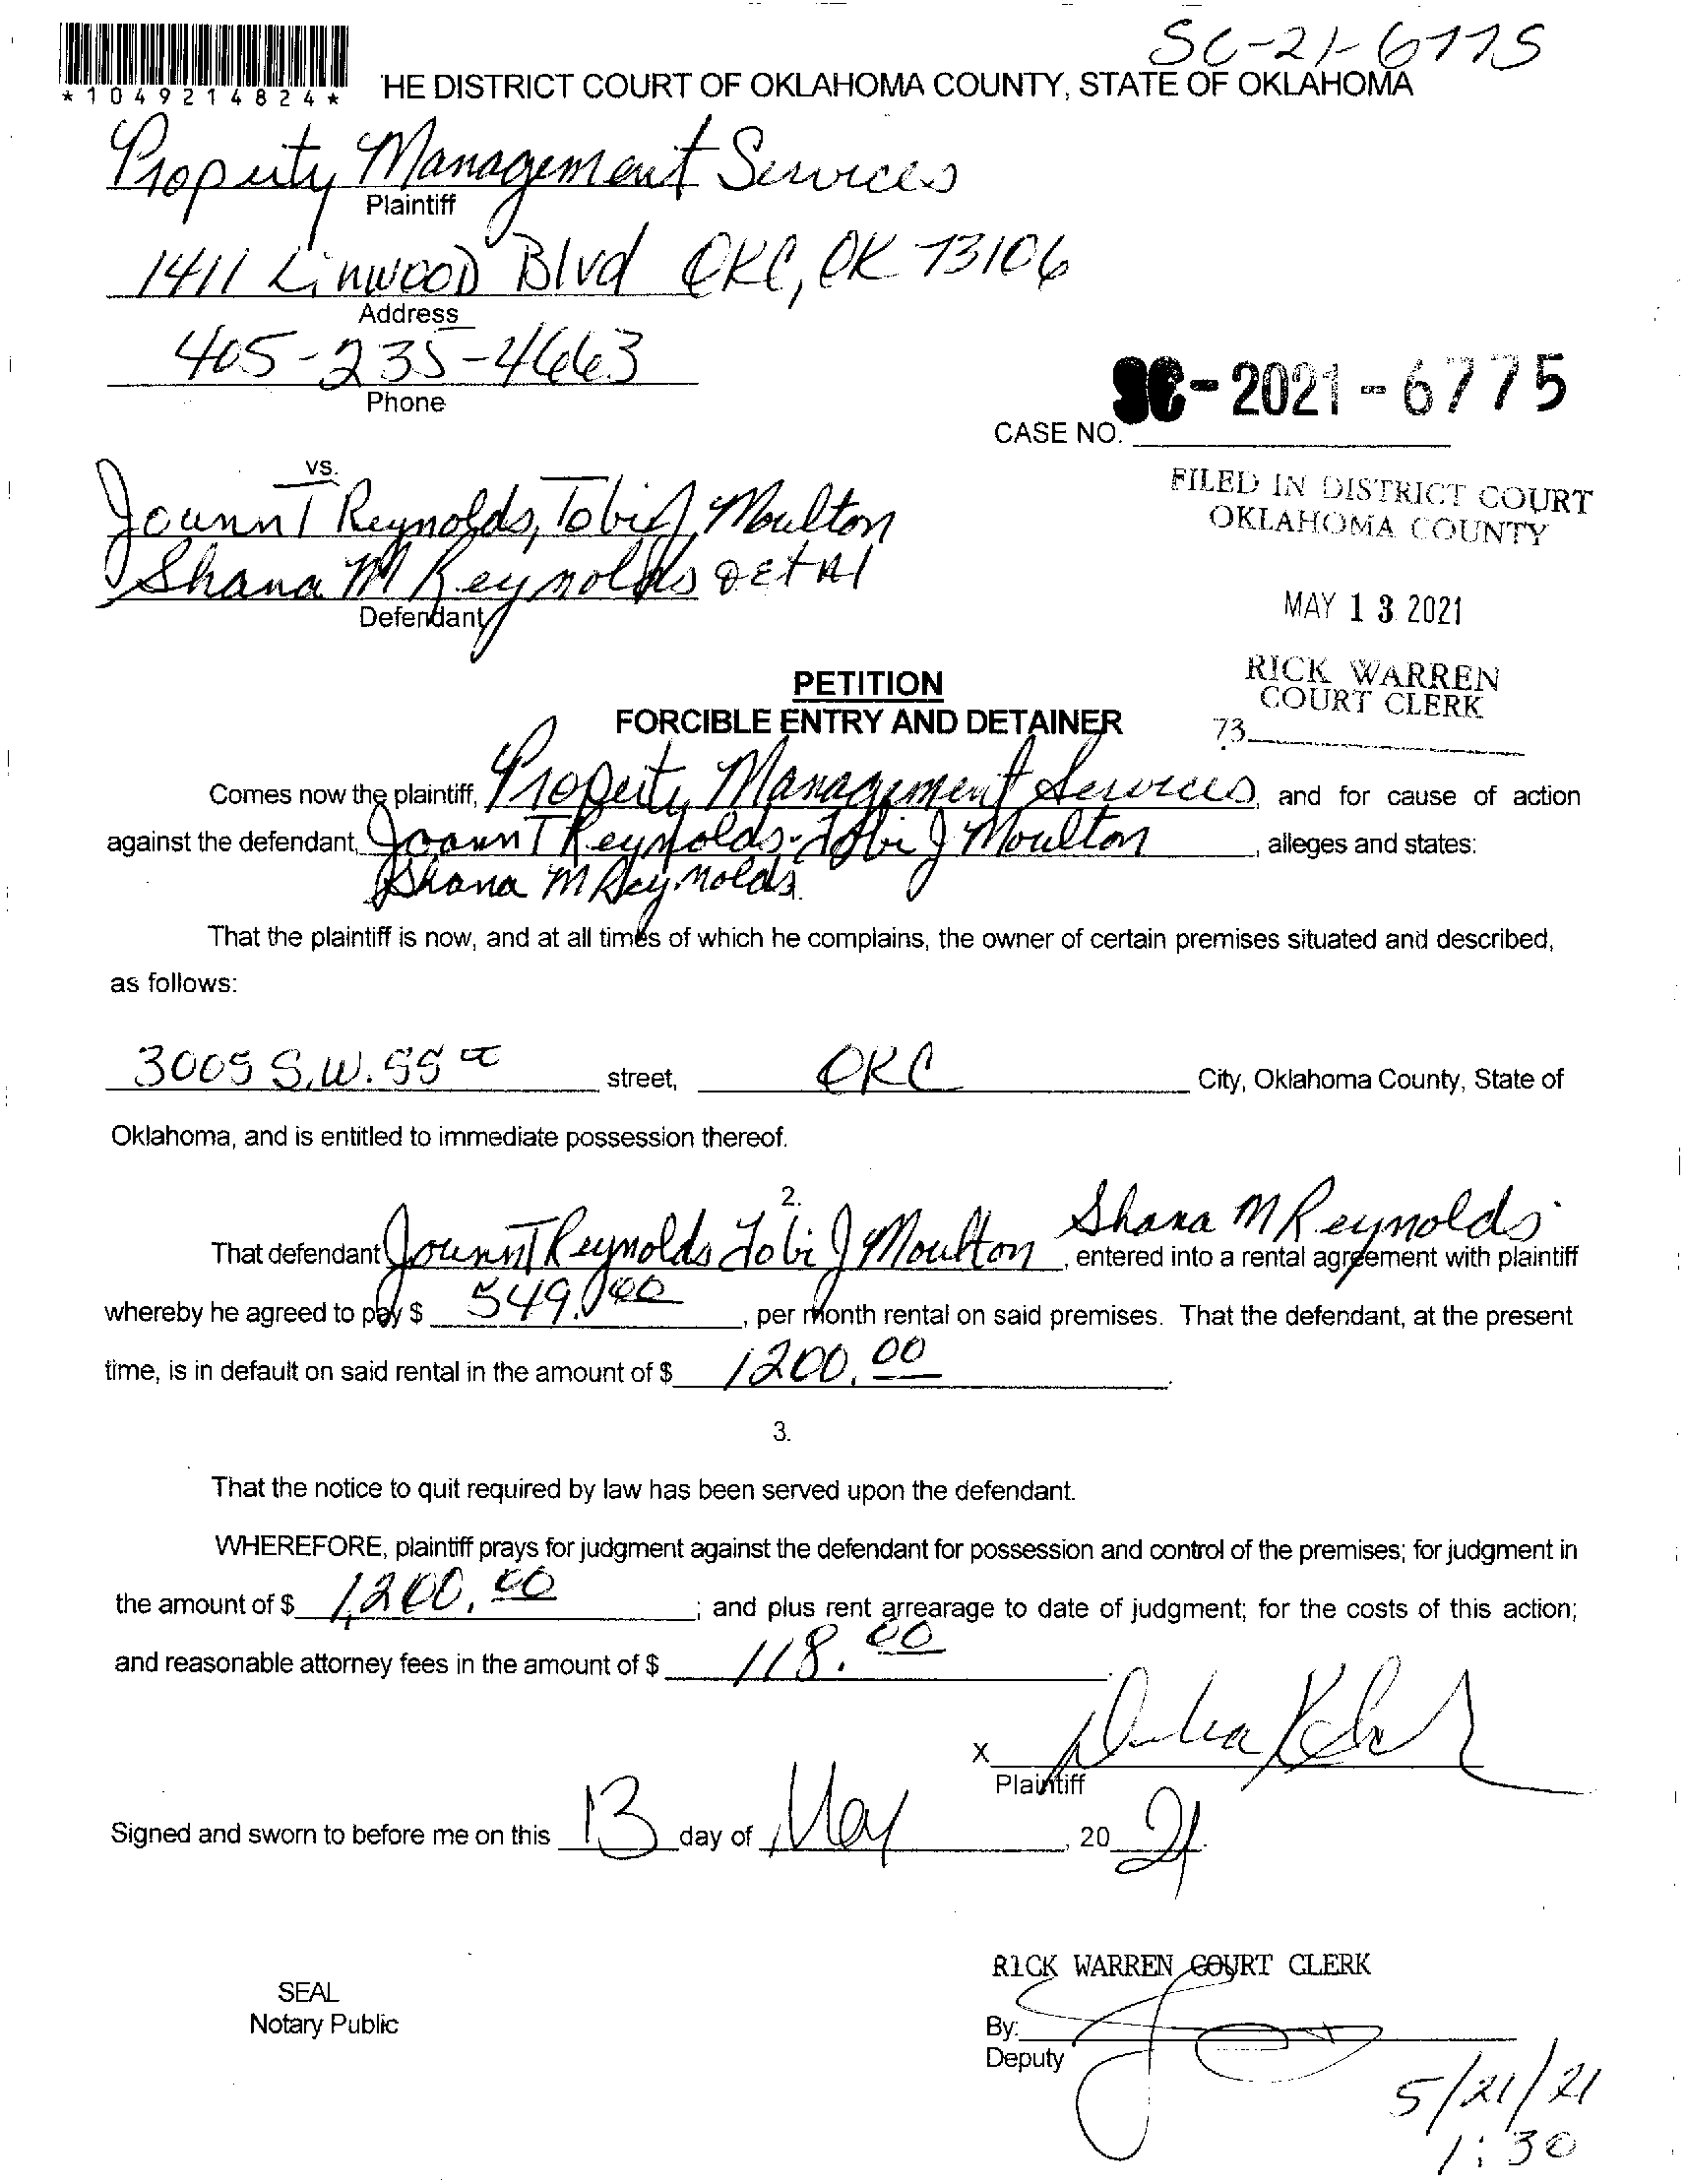 SC-21-6775
*1049214824*
HE DISTRICT COURT OF OKLAHOMA COUNTY, STATE OF OKLAHOMA
Property Management Services
Plaintiff
1411 Linwood Blvd OKC, OK 73106
Address
405-235-4663
Phone
SC-2021-6775
CASE NO.
vs.
FILED IN DISTRICT COURT
OKLAHOMA COUNTY
Joann T Reynolds, Tobi J Moulton
Shana M Reynolds et Al
Defendant
MAY 13 2021
RICK WARREN
COURT CLERK
73
PETITION
FORCIBLE ENTRY AND DETAINER
Comes now the plaintiff, Property Management Services, and for cause of action
against the defendant, Joann T Reynolds Tobi J Moulton, alleges and states:
Shana M Reynolds
That the plaintiff is now, and at all times of which he complains, the owner of certain premises situated and described,
as follows:
3005 S.W. 55 street, OKC City, Oklahoma County, State of
Oklahoma, and is entitled to immediate possession thereof.
2.
Shana M Reynolds
That defendant Joann T Reynolds Tobi J Moulton, entered into a rental agreement with plaintiff
whereby he agreed to pay $ 549.00, per month rental on said premises. That the defendant, at the present
time, is in default on said rental in the amount of $ 1200.00.
3.
That the notice to quit required by law has been served upon the defendant.
WHEREFORE, plaintiff prays for judgment against the defendant for possession and control of the premises; for judgment in
the amount of $ 1,200.00; and plus rent arrearage to date of judgment; for the costs of this action;
and reasonable attorney fees in the amount of $ 118.00
X
Plaintiff
Signed and sworn to before me on this 13 day of May, 20 21
RICK WARREN COURT CLERK
SEAL
Notary Public
By:
Deputy
5/21/21
1:30